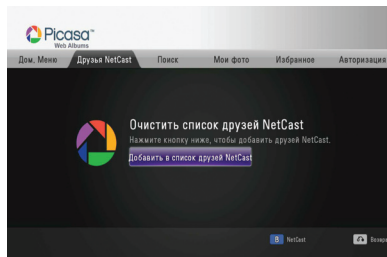 Picasa™
Web Albums
Дом. Меню Друзья NetCast Поиск Мои фото Избранное Авторизация
Очистить список друзей NetCast
Нажмите кнопку ниже, чтобы добавить друзей NetCast.
Добавить в список друзей NetCast
B NetCast